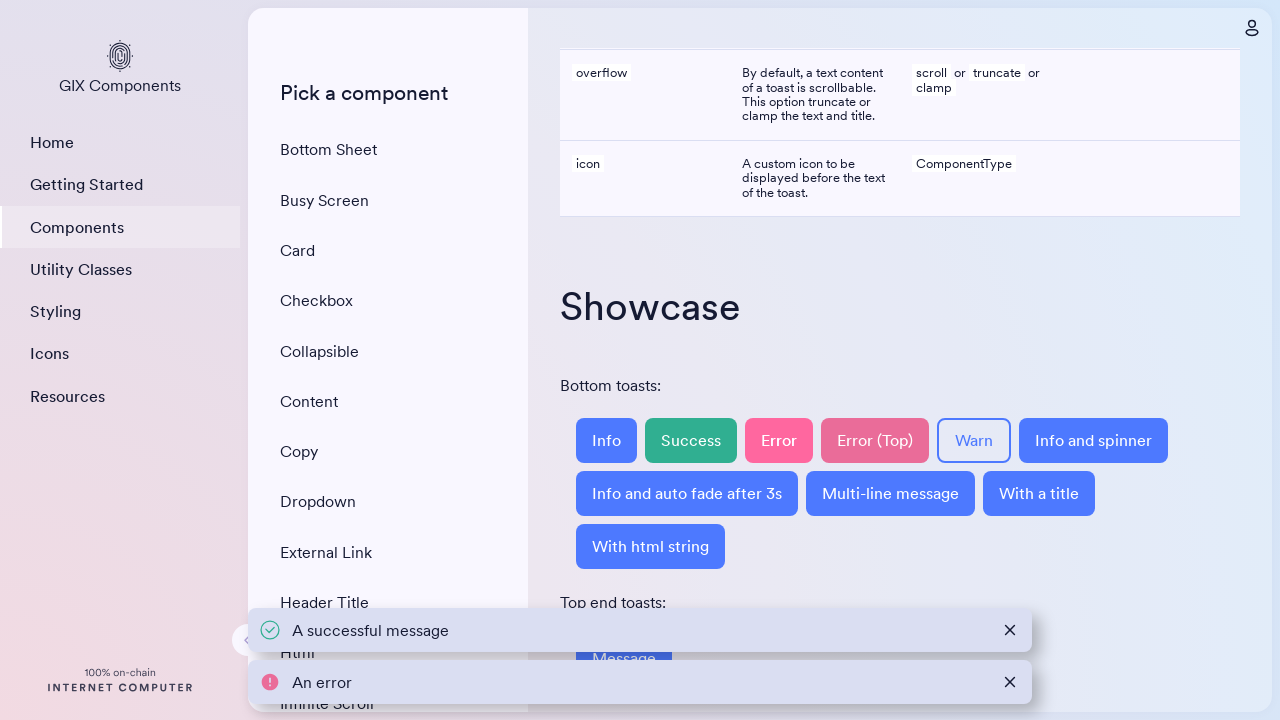 GIX Components
Home
Getting Started
Components
Utility Classes
Styling
Icons
Resources
100% on-chain
INTERNET COMPUTER
Pick a component
Bottom Sheet
Busy Screen
Card
Checkbox
Collapsible
Content
Copy
Dropdown
External Link
Header Title
Html
Infinite Scroll
overflow
By default, a text content
of a toast is scrollable.
This option truncate or
clamp the text and title.
scroll or truncate or
clamp
icon
A custom icon to be
displayed before the text
of the toast.
ComponentType
Showcase
Bottom toasts:
Info
Success
Error
Error (Top)
Warn
Info and spinner
Info and auto fade after 3s
Multi-line message
With a title
With html string
Top end toasts:
Message
A successful message
An error